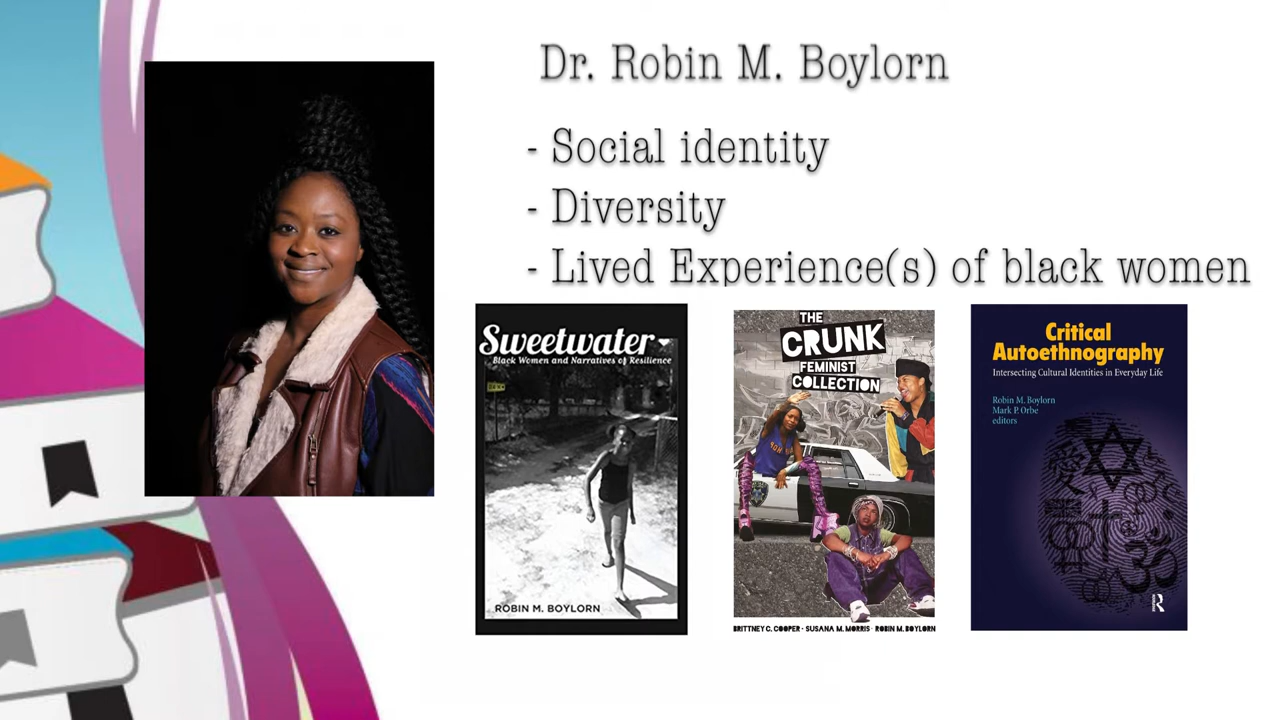 Dr. Robin M. Boylorn
- Social identity
- Diversity
- Lived Experience(s) of black women
Sweetwater
Black Women and Narratives of Resilience
ROBIN M. BOYLORN
THE
CRUNK
FEMINIST
COLLECTION
BRITTNEY C. COOPER · SUSANA M. MORRIS · ROBIN M. BOYLORN
Critical
Autoethnography
Intersecting Cultural Identities in Everyday Life
Robin M. Boylorn
Mark P. Orbe
editors
R